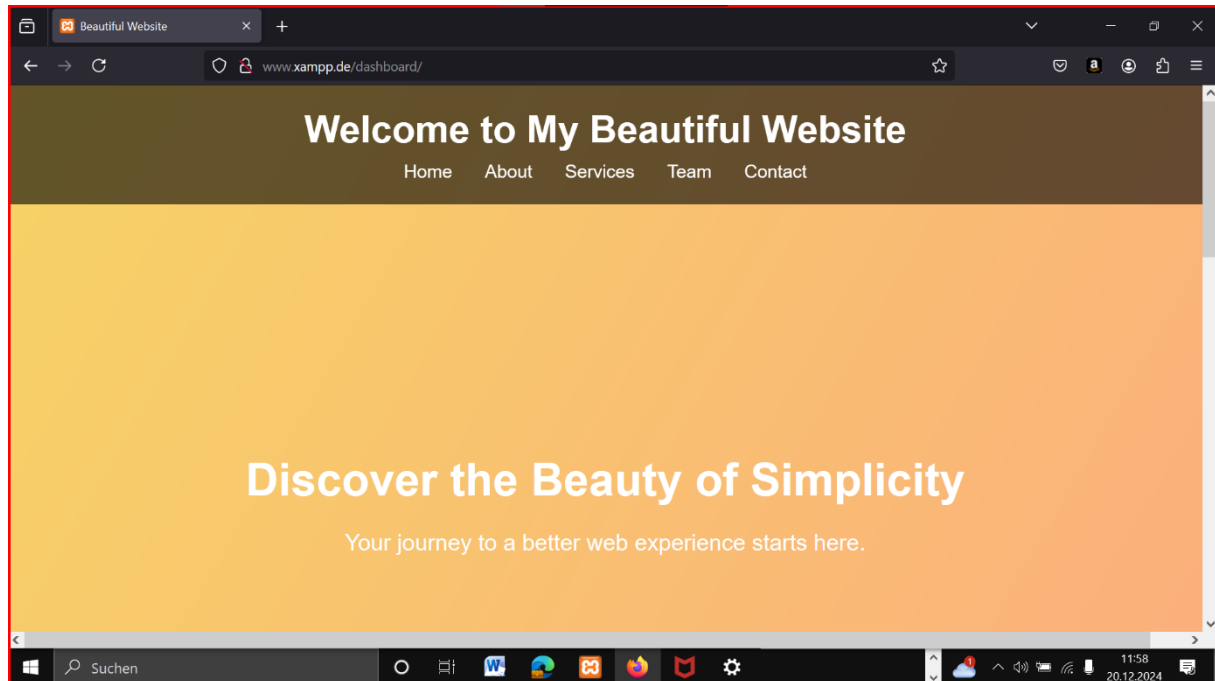 Beautiful Website
www.xampp.de/dashboard/
Welcome to My Beautiful Website
Home About Services Team Contact
Discover the Beauty of Simplicity
Your journey to a better web experience starts here.
Suchen
11:58
20.12.2024